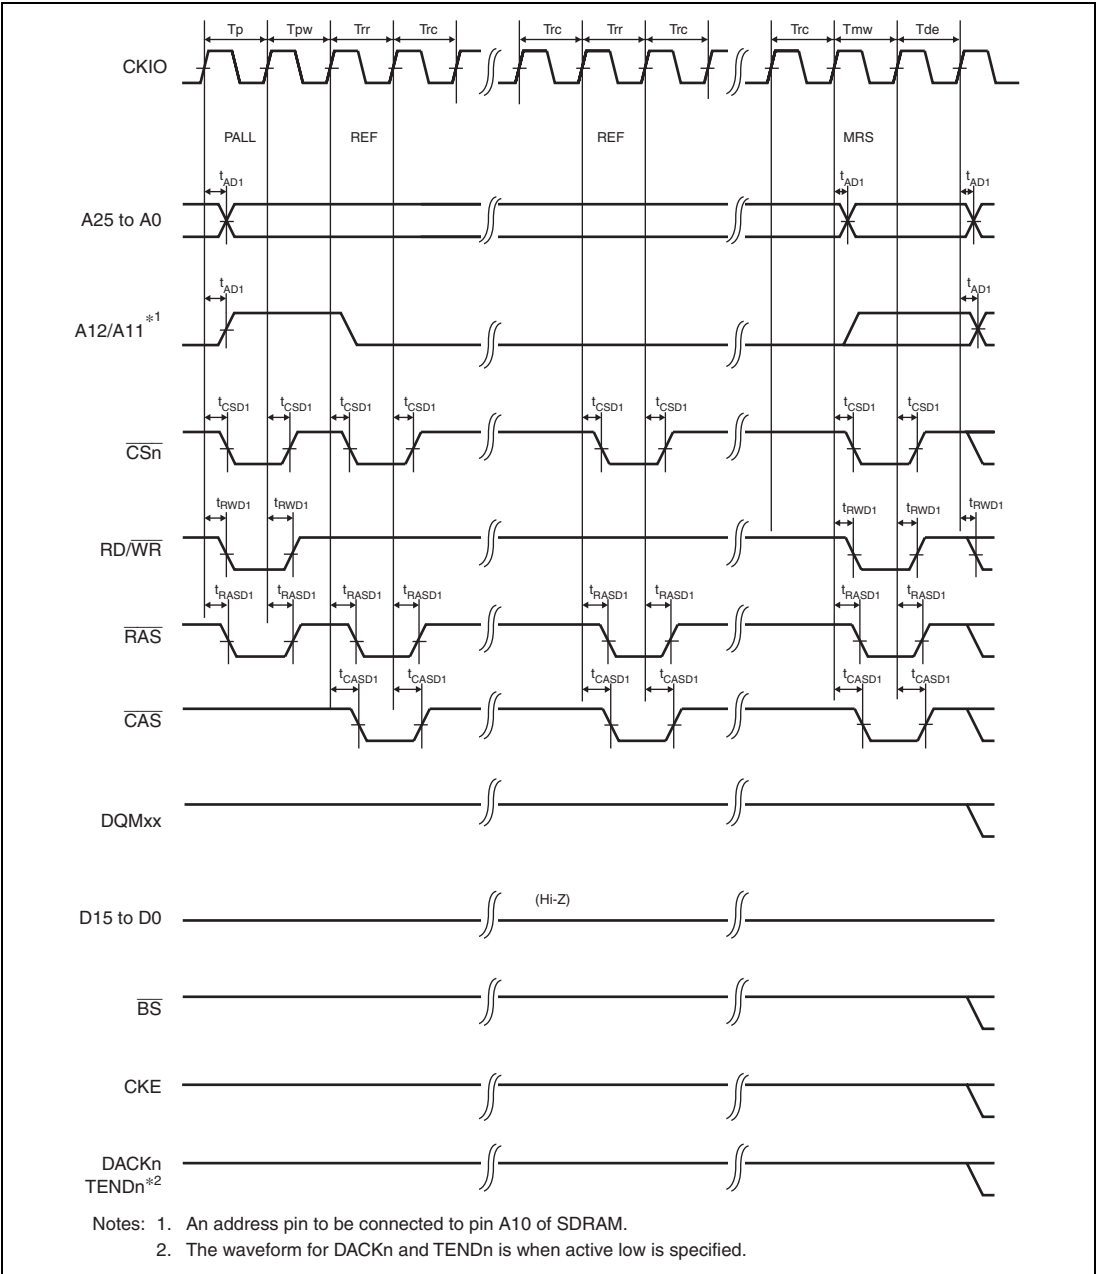 Tp Tpw Trr Trc Trc Trr Trc Trc Tmw Tde
CKIO
PALL REF REF MRS
tAD1 tAD1 tAD1
A25 to A0
tAD1 tAD1
A12/A11*1
tCSD1 tCSD1 tCSD1 tCSD1 tCSD1 tCSD1 tCSD1 tCSD1
CSn
tRWD1 tRWD1 tRWD1 tRWD1 tRWD1
RD/WR
tRASD1 tRASD1 tRASD1 tRASD1 tRASD1 tRASD1 tRASD1 tRASD1
RAS
tCASD1 tCASD1 tCASD1 tCASD1 tCASD1 tCASD1
CAS
DQMxx
(Hi-Z)
D15 to D0
BS
CKE
DACKn
TENDn*2
Notes: 1. An address pin to be connected to pin A10 of SDRAM.
2. The waveform for DACKn and TENDn is when active low is specified.